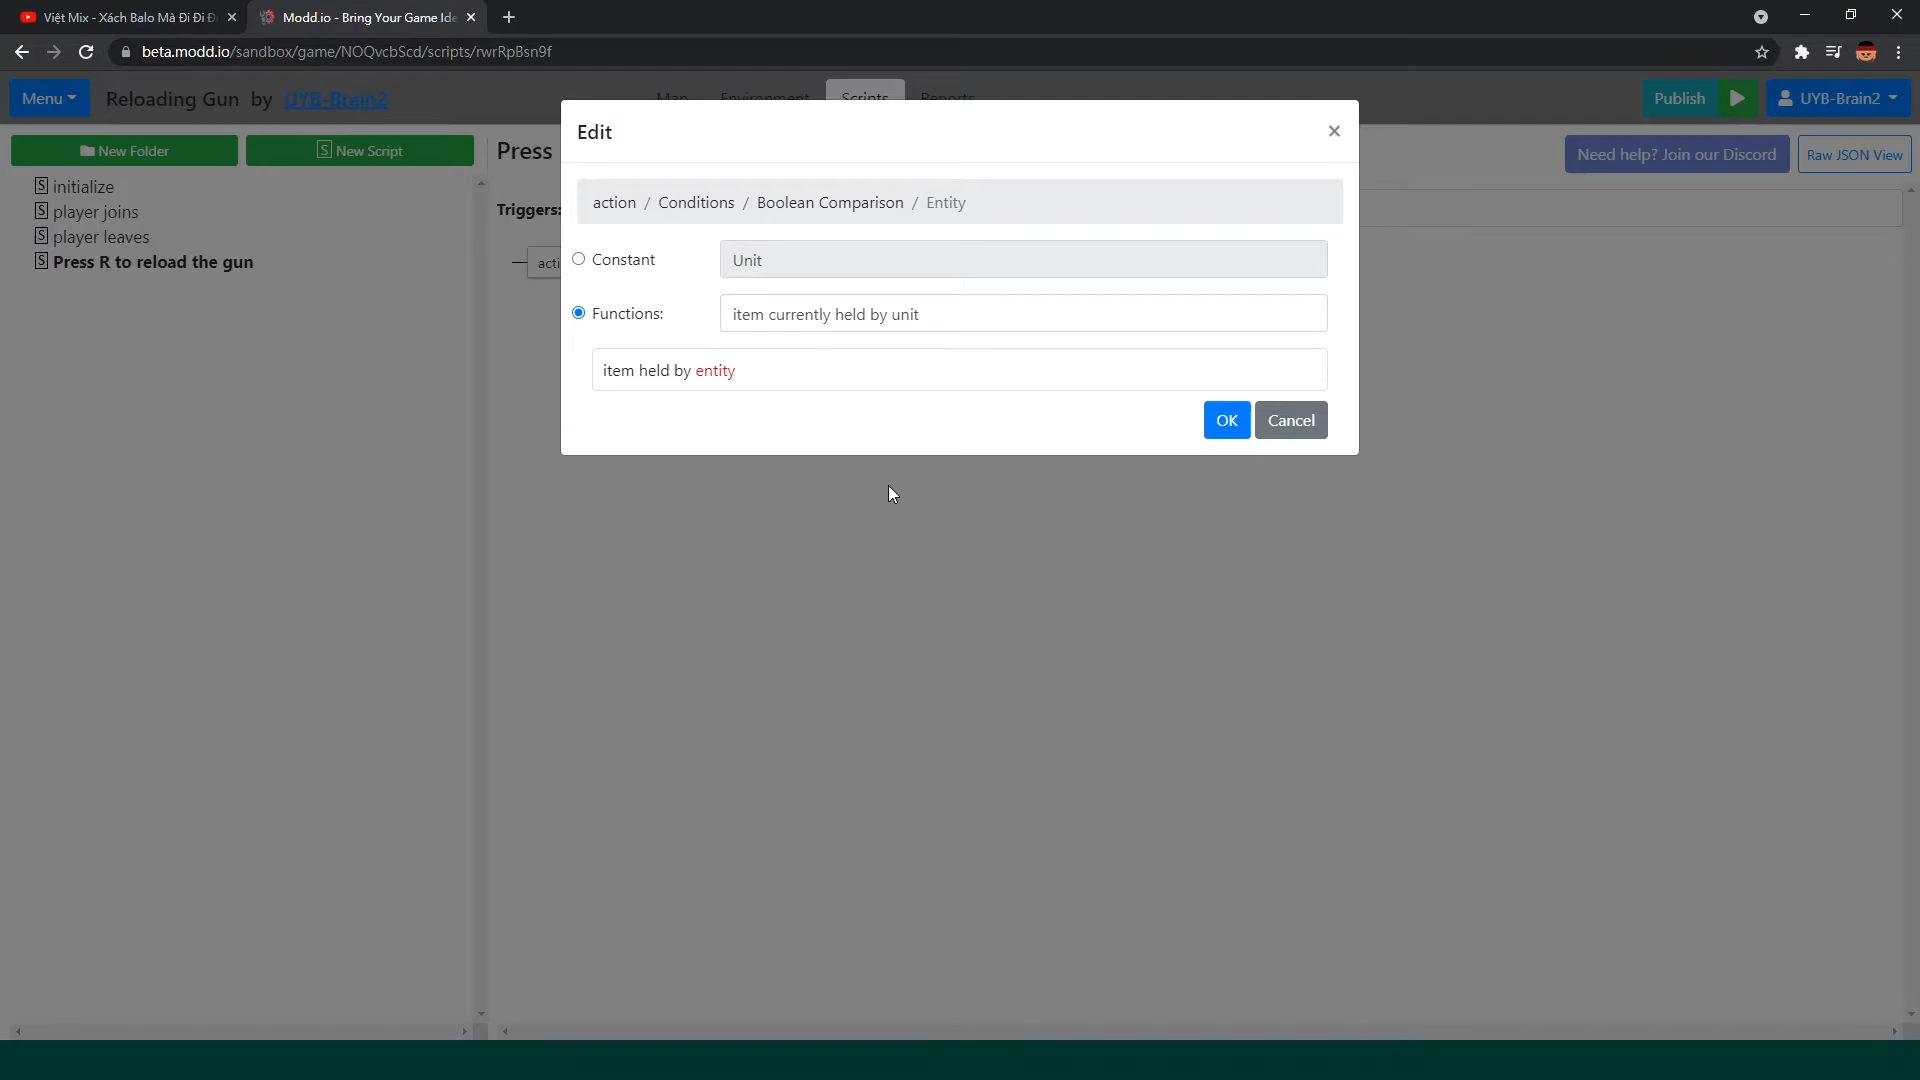 Việt Mix - Xách Balo Mà Đi Đi Đ
Modd.io - Bring Your Game Ide
beta.modd.io/sandbox/game/NOQvcbScd/scripts/rwrRpBsn9f
Menu
Reloading Gun by UYB-Brain2
Map
Environment
Scripts
Reports
Publish
UYB-Brain2
New Folder
S New Script
Press
Need help? Join our Discord
Raw JSON View
S initialize
S player joins
S player leaves
S Press R to reload the gun
Triggers:
acti
Edit
×
action / Conditions / Boolean Comparison / Entity
Constant
Unit
Functions:
item currently held by unit
item held by entity
OK
Cancel